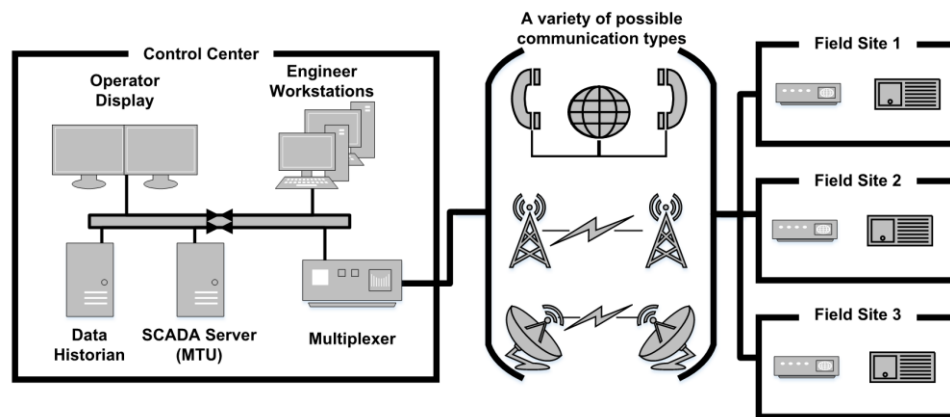 A variety of possible
communication types
Control Center
Operator
Display
Engineer
Workstations
Data
Historian
SCADA Server
(MTU)
Multiplexer
Field Site 1
Field Site 2
Field Site 3